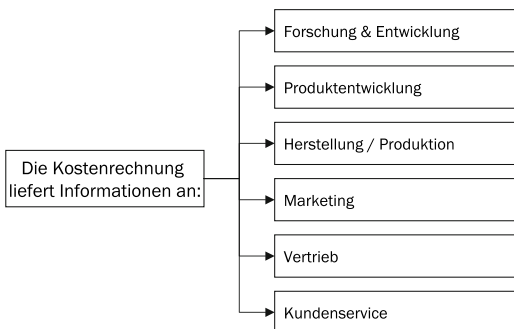 Die Kostenrechnung
liefert Informationen an:
Forschung & Entwicklung
Produktentwicklung
Herstellung / Produktion
Marketing
Vertrieb
Kundenservice